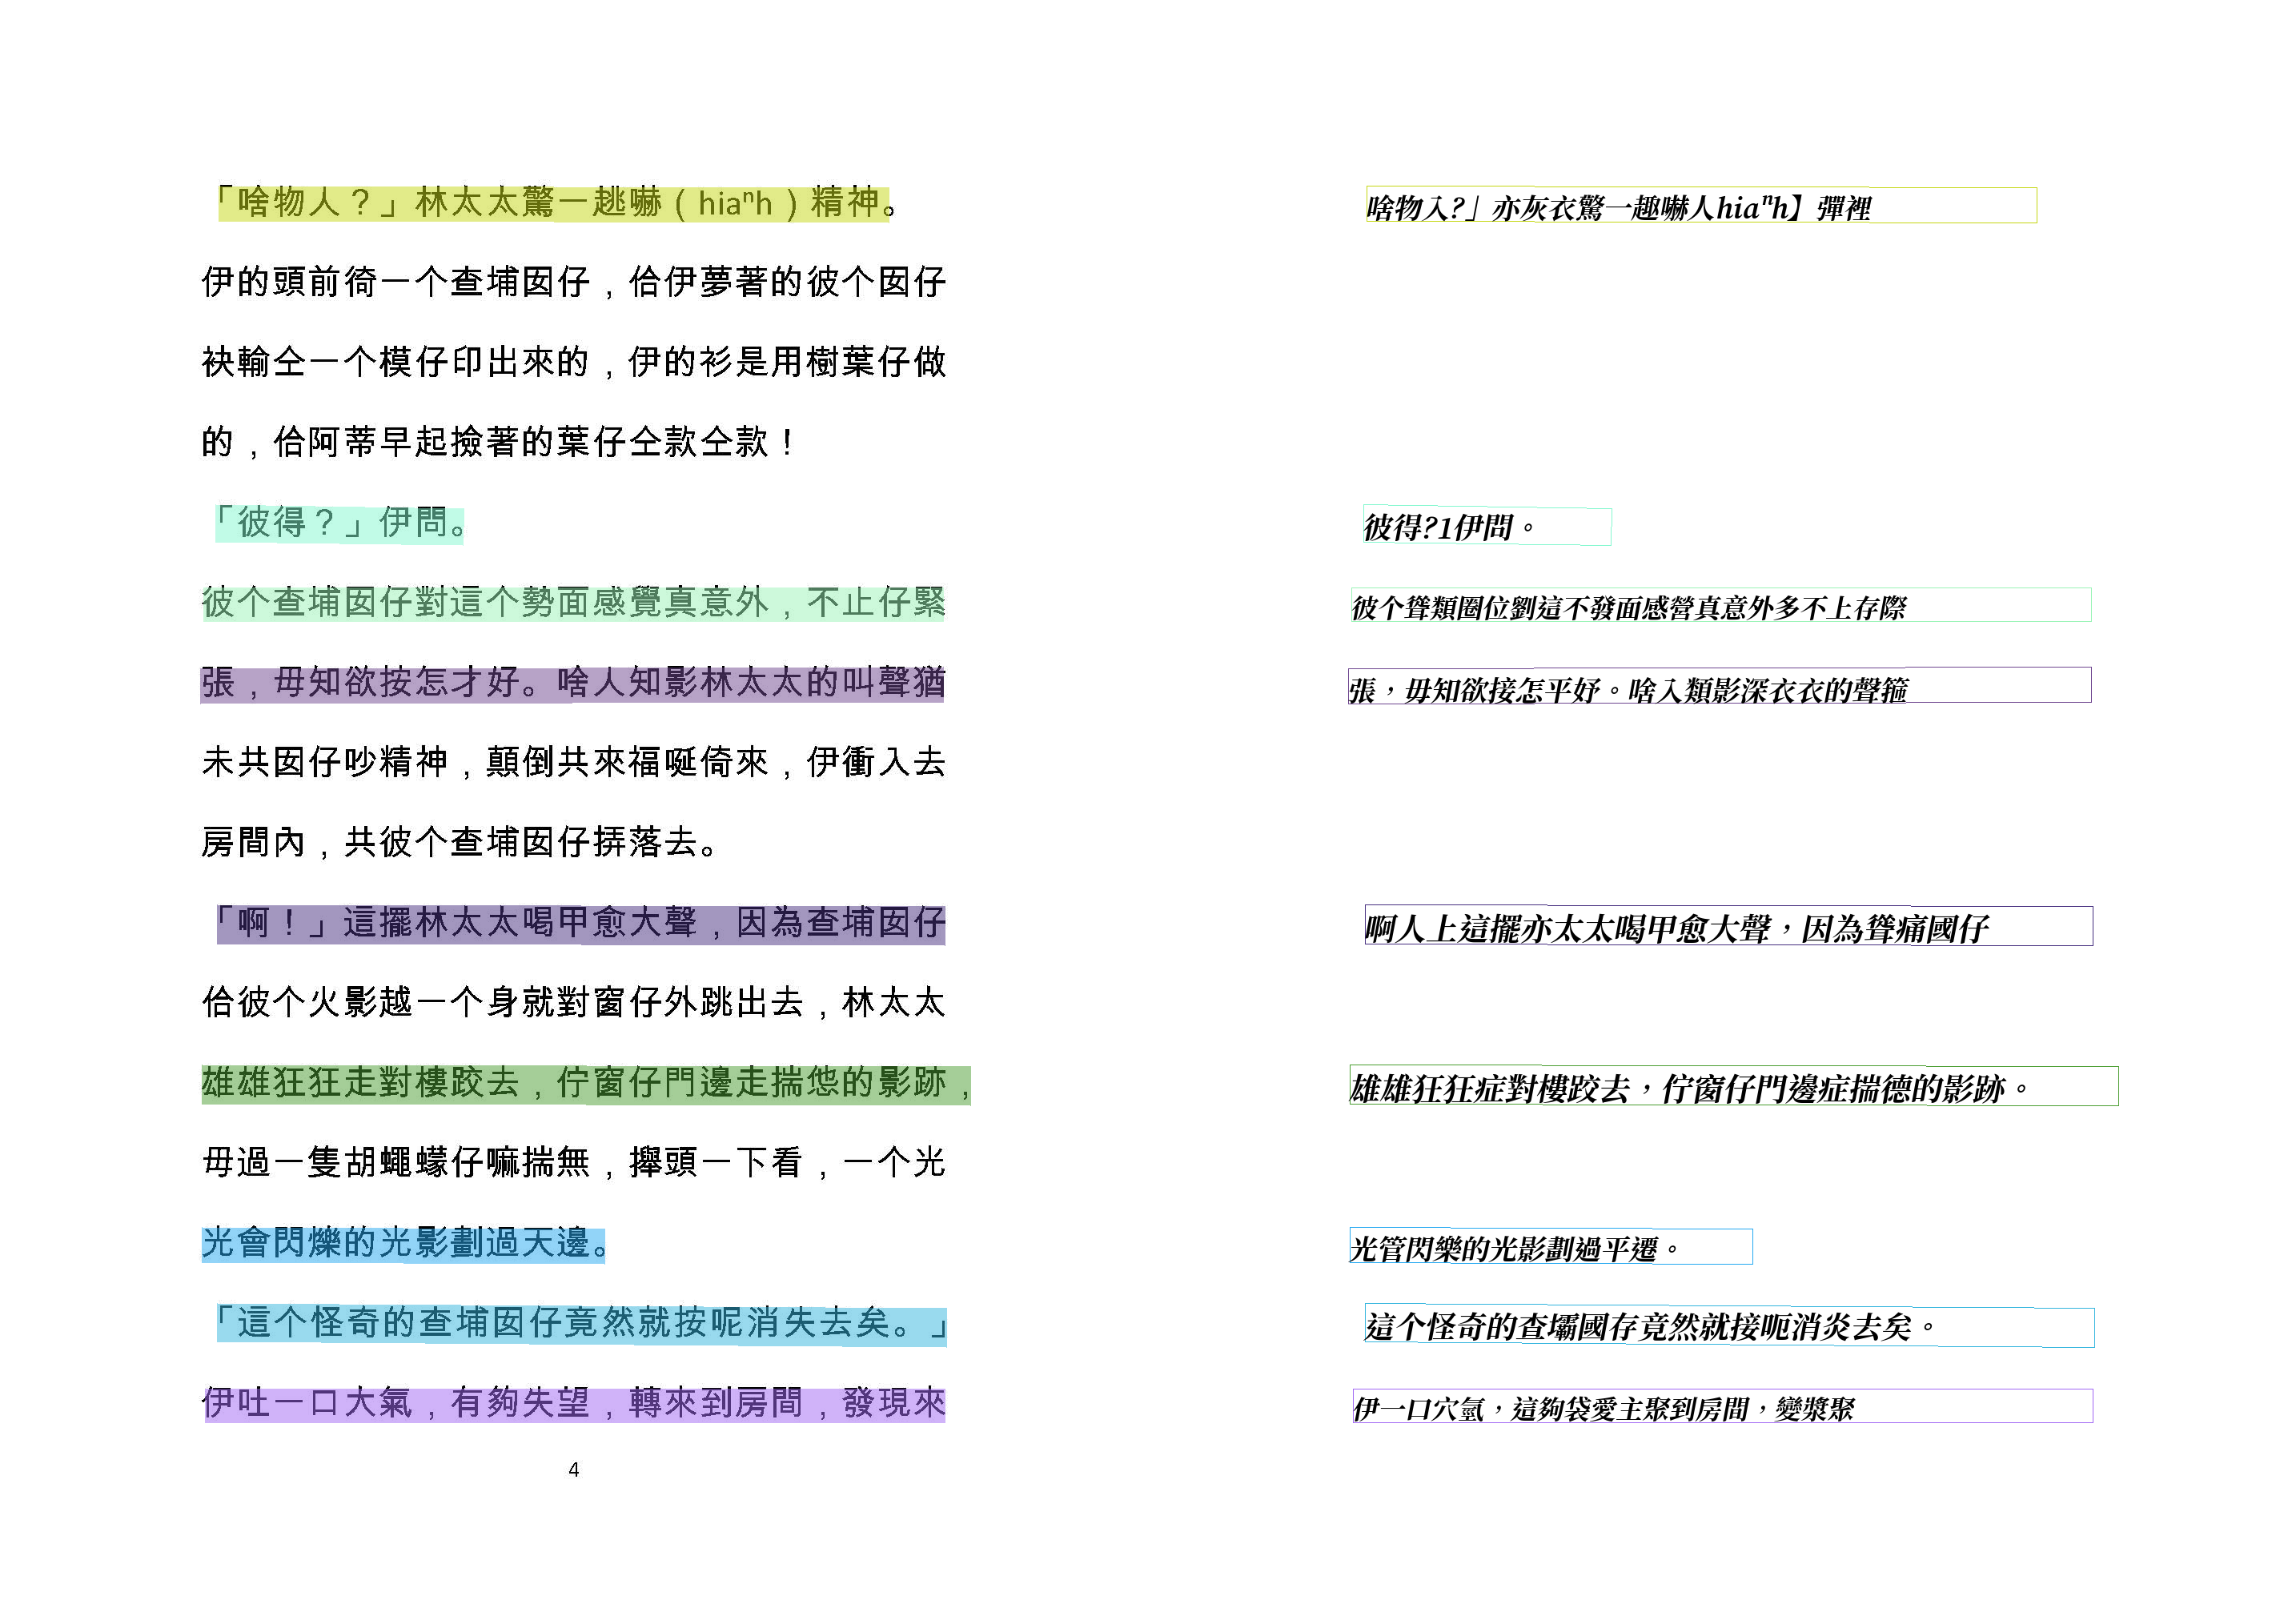 「啥物人？」林太太驚一趒嚇（hiaⁿh）精神。
伊的頭前徛一个查埔囡仔，佮伊夢著的彼个囡仔
袂輸仝一个模仔印出來的，伊的衫是用樹葉仔做
的，佮阿蒂早起撿著的葉仔仝款仝款！
「彼得？」伊問。
彼个查埔囡仔對這个勢面感覺真意外，不止仔緊
張，毋知欲按怎才好。啥人知影林太太的叫聲猶
未共囡仔吵精神，顛倒共來福唌倚來，伊衝入去
房間內，共彼个查埔囡仔挵落去。
「啊！」這擺林太太喝甲愈大聲，因為查埔囡仔
佮彼个火影越一个身就對窗仔外跳出去，林太太
雄雄狂狂走對樓跤去，佇窗仔門邊走揣怹的影跡，
毋過一隻胡蠅蠓仔嘛揣無，攑頭一下看，一个光
光會閃爍的光影劃過天邊。
「這个怪奇的查埔囡仔竟然就按呢消失去矣。」
伊吐一口大氣，有夠失望，轉來到房間，發現來
4
啥物入?」亦灰衣驚一趣嚇人hiaⁿh】彈裡
彼得?1伊問。
彼个聳類圈位劉這不發面感營真意外多不上存際
張，毋知欲接怎平妤。啥入類影深衣衣的聲箍
啊人上這擺亦太太喝甲愈大聲，因為聳痛國仔
雄雄狂狂症對樓跤去，佇窗仔門邊症揣德的影跡。
光管閃樂的光影劃過平遷。
這个怪奇的查壩國存竟然就接呃消炎去矣。
伊一口穴氫，這夠袋愛主聚到房間，變漿聚